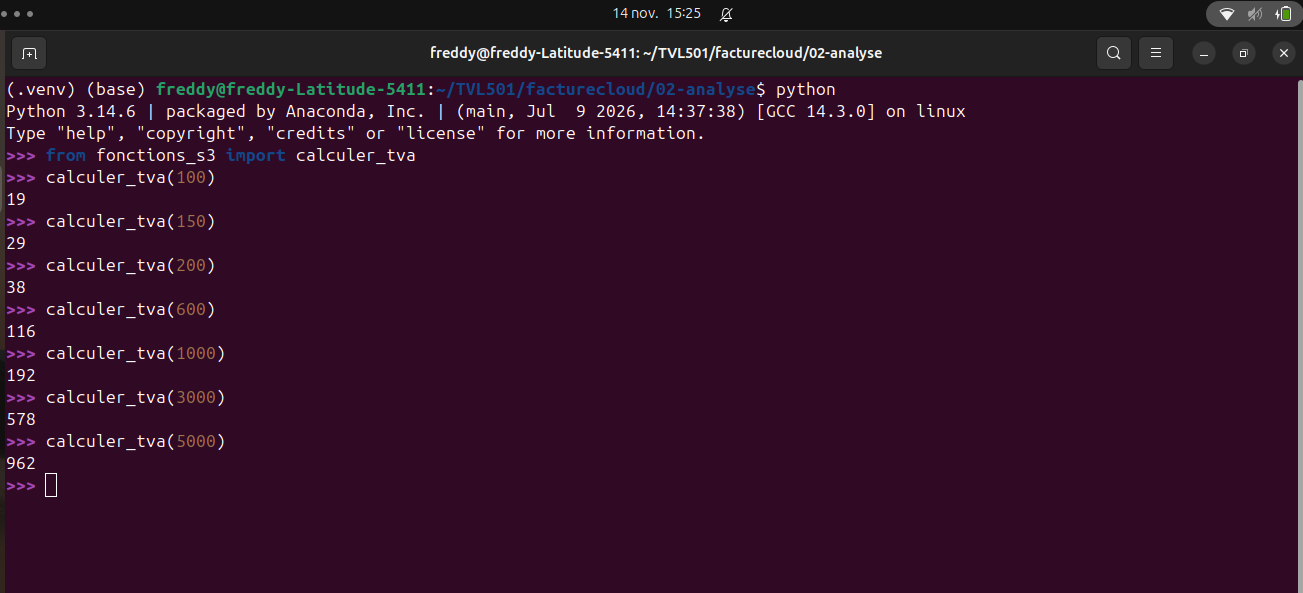 14 nov. 15:25
freddy@freddy-Latitude-5411: ~/TVL501/facturecloud/02-analyse
(.venv) (base) freddy@freddy-Latitude-5411:~/TVL501/facturecloud/02-analyse$ python
Python 3.14.6 | packaged by Anaconda, Inc. | (main, Jul  9 2026, 14:37:38) [GCC 14.3.0] on linux
Type "help", "copyright", "credits" or "license" for more information.
>>> from fonctions_s3 import calculer_tva
>>> calculer_tva(100)
19
>>> calculer_tva(150)
29
>>> calculer_tva(200)
38
>>> calculer_tva(600)
116
>>> calculer_tva(1000)
192
>>> calculer_tva(3000)
578
>>> calculer_tva(5000)
962
>>>